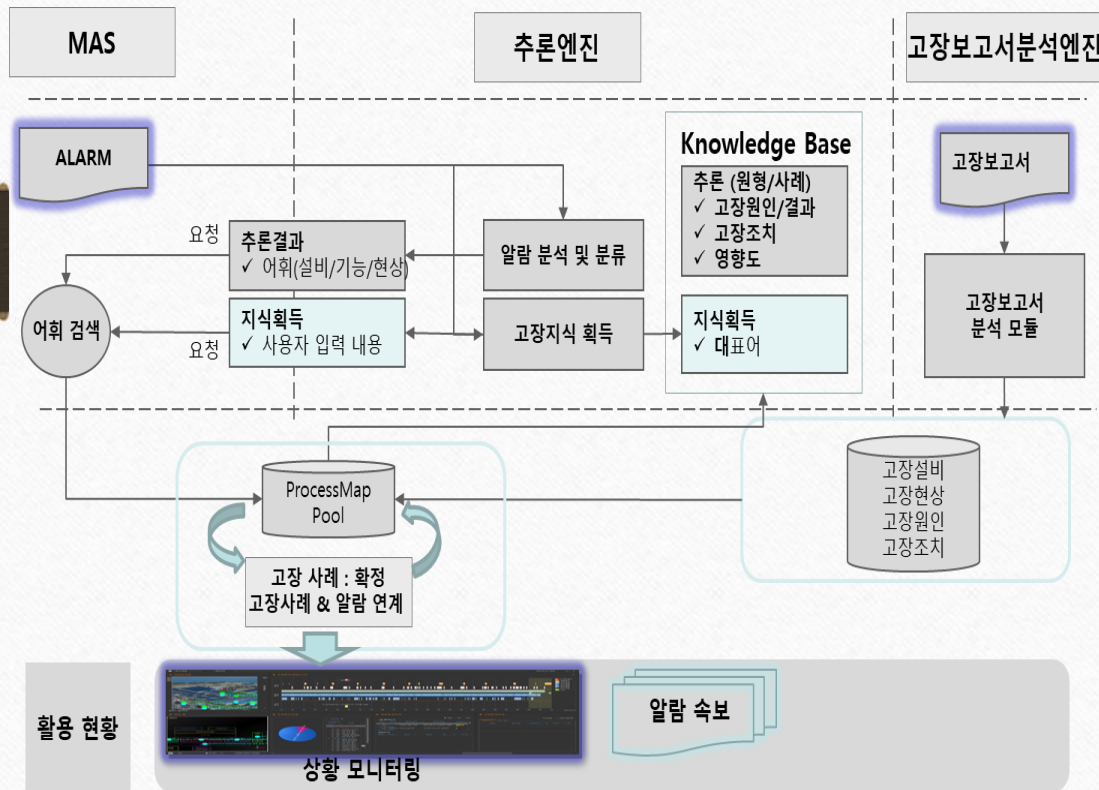 MAS
추론엔진
고장보고서분석엔진
ALARM
Knowledge Base
추론 (원형/사례)
✓ 고장원인/결과
✓ 고장조치
✓ 영향도
고장보고서
요청
추론결과
✓ 어휘(설비/기능/현상)
알람 분석 및 분류
어휘 검색
요청
지식획득
✓ 사용자 입력 내용
고장지식 획득
지식획득
✓ 대표어
고장보고서
분석 모듈
ProcessMap
Pool
고장설비
고장현상
고장원인
고장조치
고장 사례 : 확정
고장사례 & 알람 연계
활용 현황
상황 모니터링
알람 속보